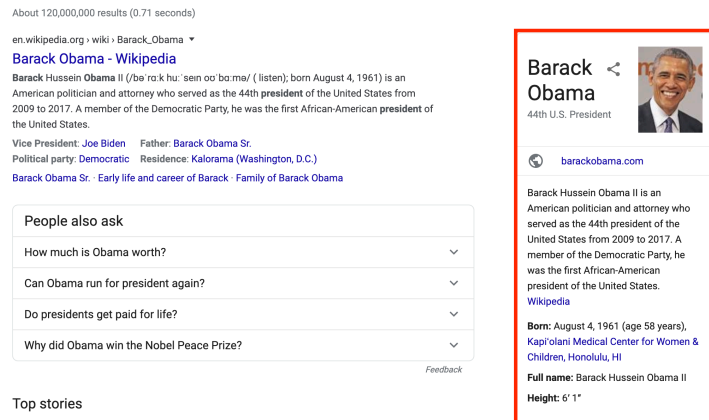 About 120,000,000 results (0.71 seconds)
en.wikipedia.org › wiki › Barack_Obama
Barack Obama - Wikipedia
Barack Hussein Obama II (/bəˈrɑːk huːˈseɪn oʊˈbɑːmə/ ( listen); born August 4, 1961) is an
American politician and attorney who served as the 44th president of the United States from
2009 to 2017. A member of the Democratic Party, he was the first African-American president of
the United States.
Vice President: Joe Biden Father: Barack Obama Sr.
Political party: Democratic Residence: Kalorama (Washington, D.C.)
Barack Obama Sr. · Early life and career of Barack · Family of Barack Obama
People also ask
How much is Obama worth?
Can Obama run for president again?
Do presidents get paid for life?
Why did Obama win the Nobel Peace Prize?
Feedback
Top stories
Barack
Obama
44th U.S. President
barackobama.com
Barack Hussein Obama II is an
American politician and attorney who
served as the 44th president of the
United States from 2009 to 2017. A
member of the Democratic Party, he
was the first African-American
president of the United States.
Wikipedia
Born: August 4, 1961 (age 58 years),
Kapiʻolani Medical Center for Women &
Children, Honolulu, HI
Full name: Barack Hussein Obama II
Height: 6′ 1″